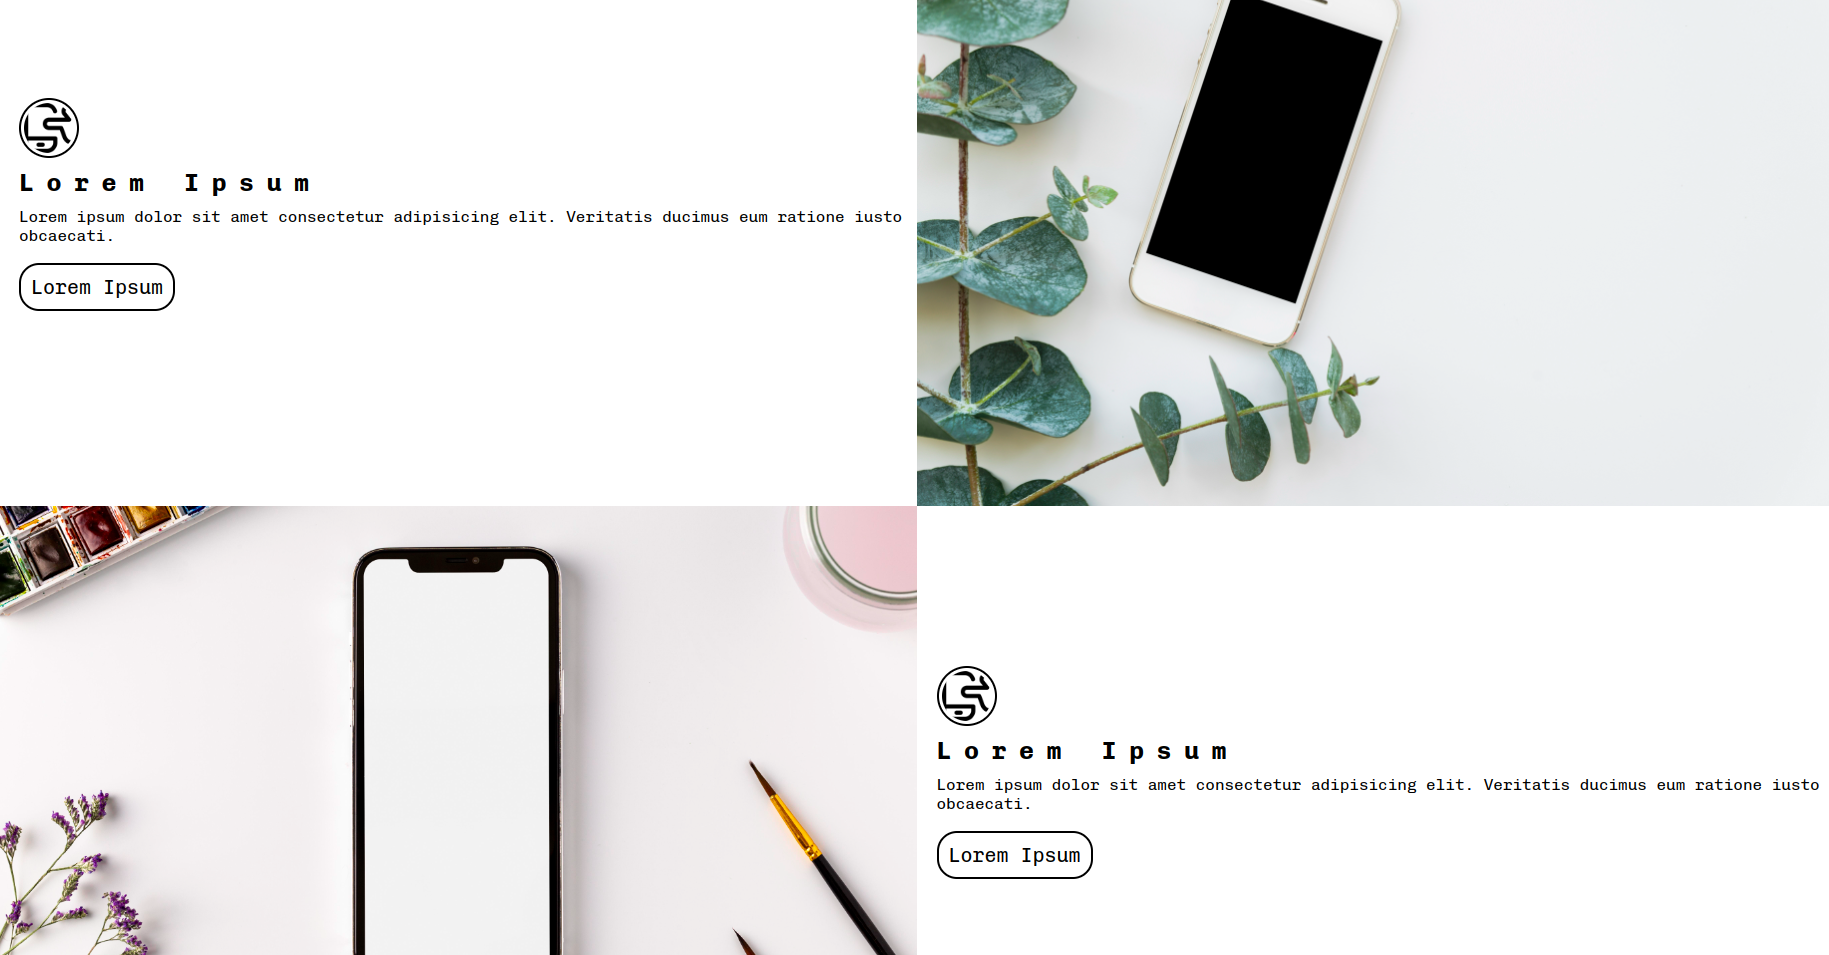 Lorem Ipsum
Lorem ipsum dolor sit amet consectetur adipisicing elit. Veritatis ducimus eum ratione iusto
obcaecati.
Lorem Ipsum
Lorem Ipsum
Lorem ipsum dolor sit amet consectetur adipisicing elit. Veritatis ducimus eum ratione iusto
obcaecati.
Lorem Ipsum